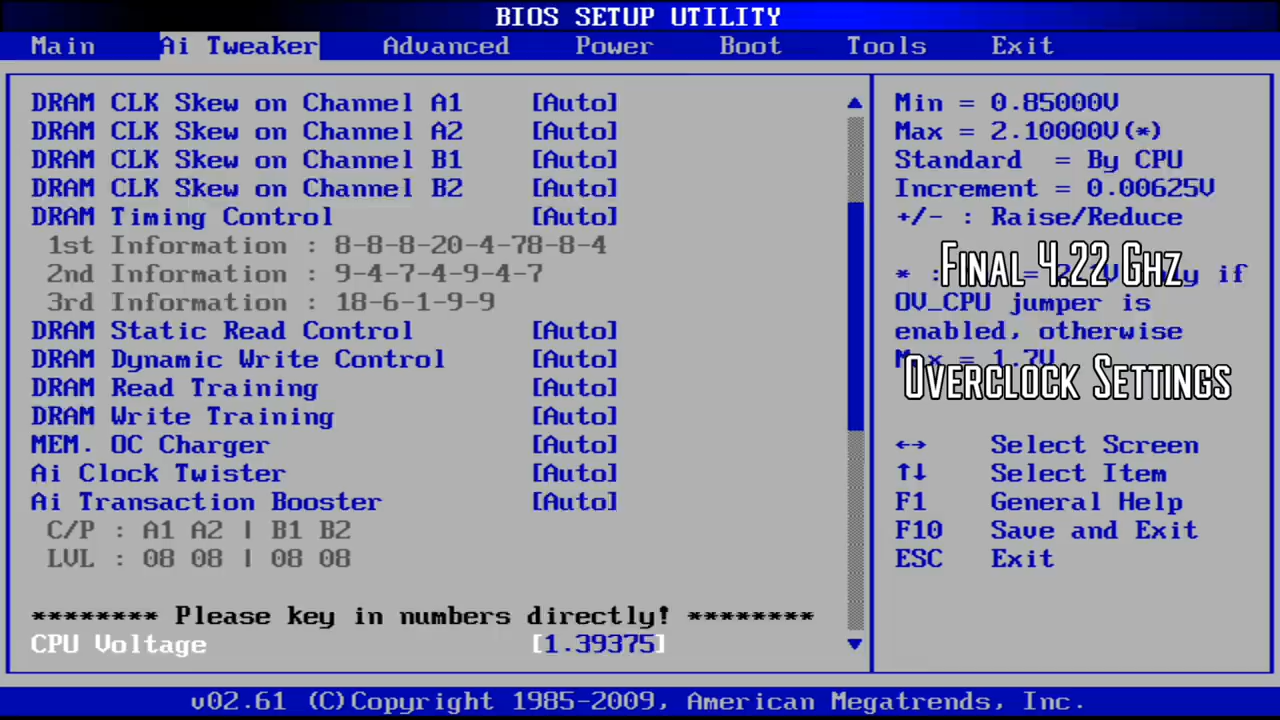 BIOS SETUP UTILITY
Main Ai Tweaker Advanced Power Boot Tools Exit
DRAM CLK Skew on Channel A1 [Auto]
DRAM CLK Skew on Channel A2 [Auto]
DRAM CLK Skew on Channel B1 [Auto]
DRAM CLK Skew on Channel B2 [Auto]
DRAM Timing Control [Auto]
1st Information : 8-8-8-20-4-78-8-4
2nd Information : 9-4-7-4-9-4-7
3rd Information : 18-6-1-9-9
DRAM Static Read Control [Auto]
DRAM Dynamic Write Control [Auto]
DRAM Read Training [Auto]
DRAM Write Training [Auto]
MEM. OC Charger [Auto]
Ai Clock Twister [Auto]
Ai Transaction Booster [Auto]
C/P : A1 A2 | B1 B2
LVL : 08 08 | 08 08
******** Please key in numbers directly! ********
CPU Voltage [1.39375]
Min = 0.85000V
Max = 2.10000V(*)
Standard = By CPU
Increment = 0.00625V
+/- : Raise/Reduce
Final 4.22 Ghz
* : = if
OV_CPU jumper is
enabled, otherwise
Max = 1.7V.
Overclock Settings
←→ Select Screen
↑↓ Select Item
F1 General Help
F10 Save and Exit
ESC Exit
v02.61 (C)Copyright 1985-2009, American Megatrends, Inc.